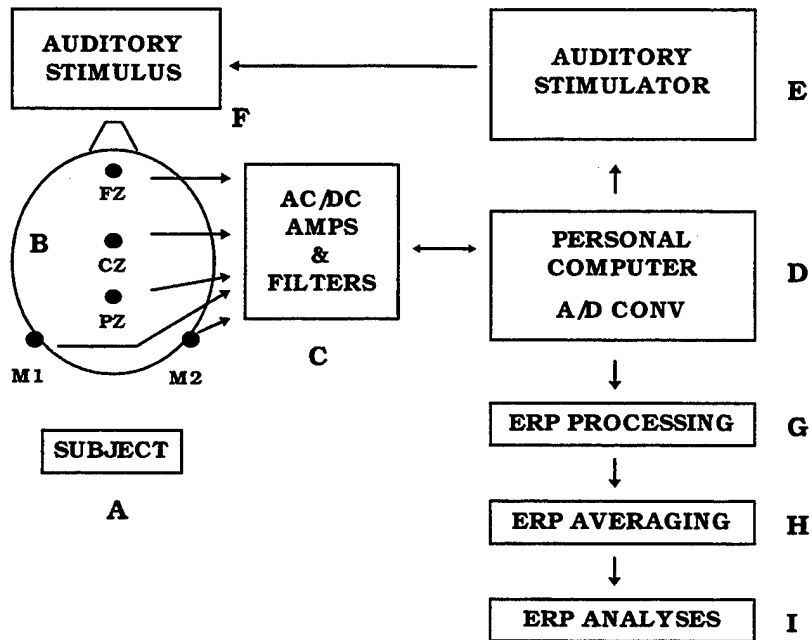 AUDITORY
STIMULUS
F
AUDITORY
STIMULATOR
E
B
FZ
CZ
PZ
M1
M2
AC/DC
AMPS
&
FILTERS
C
PERSONAL
COMPUTER
A/D CONV
D
SUBJECT
A
ERP PROCESSING
G
ERP AVERAGING
H
ERP ANALYSES
I